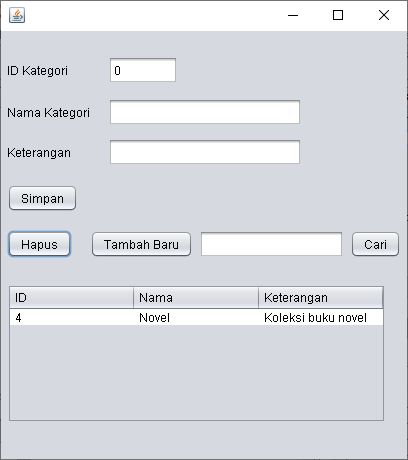 ID Kategori 0
Nama Kategori
Keterangan
Simpan
Hapus Tambah Baru Cari
ID Nama Keterangan
4 Novel Koleksi buku novel